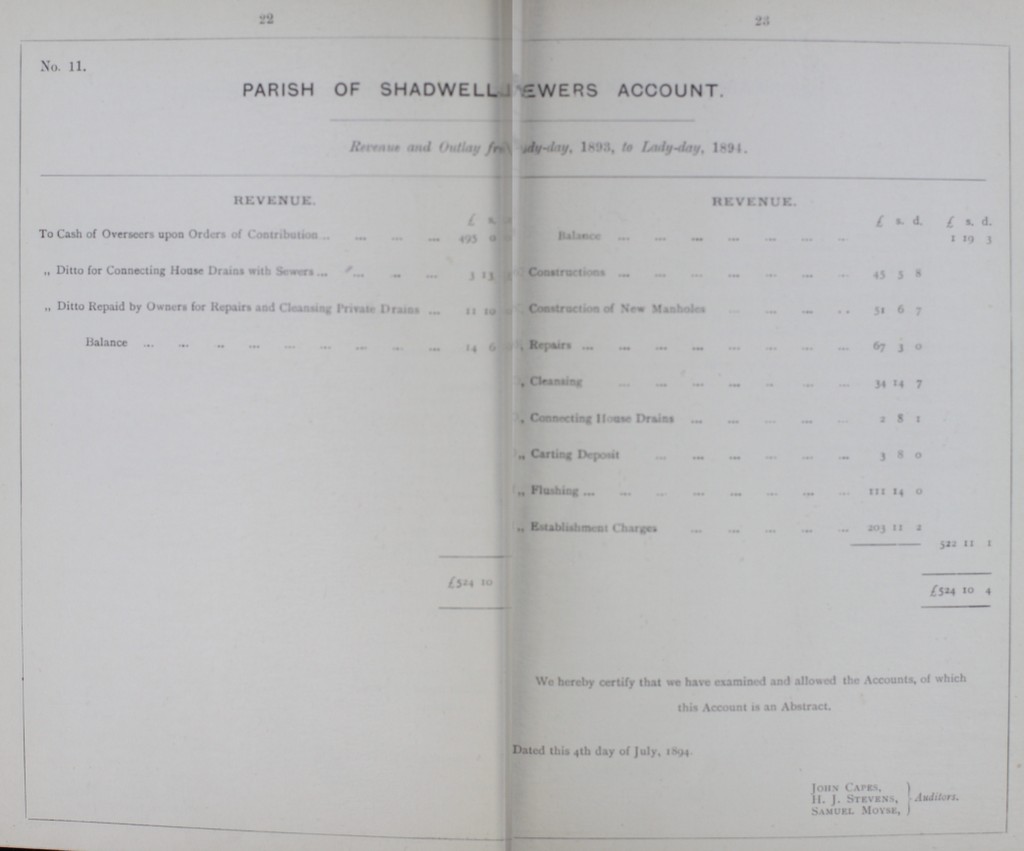 22
No. 11.
PARISH OF SHADWELL EWERS ACCOUNT.
Revenue and Outlay fro dy-day, 1893, to Lady-day, 1894.
REVENUE.
£ s.
To Cash of Overseers upon Orders of Contribution ... ... ... ... 495 0
„ Ditto for Connecting House Drains with Sewers ... ... ... ... 3 13
„ Ditto Repaid by Owners for Repairs and Cleansing Private Drains ... 11 10
Balance ... ... ... ... ... ... ... ... ... 14 6
£524 10
23
REVENUE.
£ s. d. £ s. d.
Balance ... ... ... ... ... ... ... 1 19 3
Constructions ... ... ... ... ... ... ... 45 5 8
Construction of New Manholes ... ... ... ... 51 6 7
„ Repairs ... ... ... ... ... ... ... ... 67 3 0
„ Cleansing ... ... ... ... ... ... ... 34 14 7
„ Connecting House Drains ... ... ... ... ... 2 8 1
„ Carting Deposit ... ... ... ... ... ... 3 8 0
„ Flushing ... ... ... ... ... ... ... ... 111 14 0
„ Establishment Charges ... ... ... ... ... 203 11 2
522 11 1
£524 10 4
We hereby certify that we have examined and allowed the Accounts, of which
this Account is an Abstract.
Dated this 4th day of July, 1894.
JOHN CAPES,
H. J. STEVENS, } Auditors.
SAMUEL MOYSE,